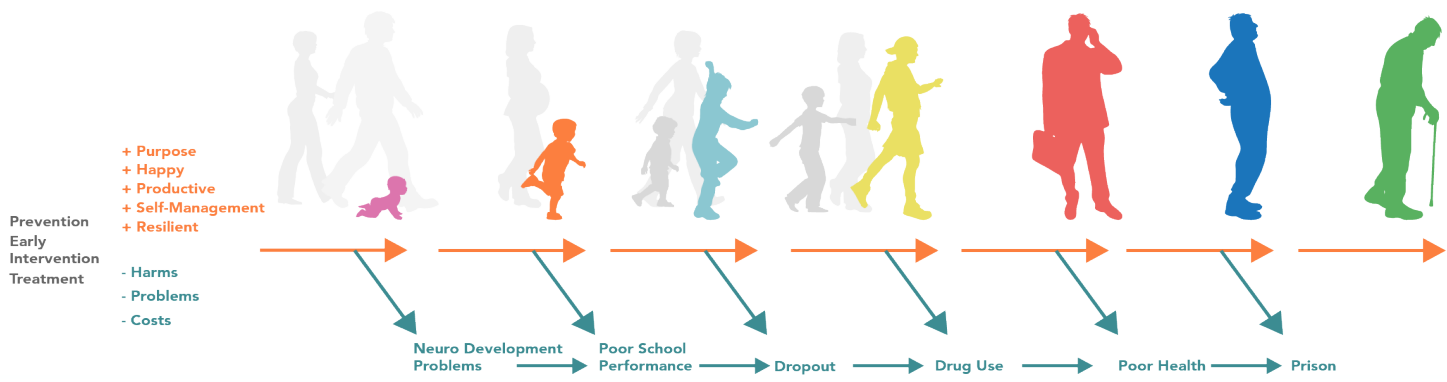 + Purpose
+ Happy
+ Productive
+ Self-Management
+ Resilient
Prevention
Early
Intervention
Treatment
- Harms
- Problems
- Costs
Neuro Development
Problems
Poor School
Performance
Dropout
Drug Use
Poor Health
Prison